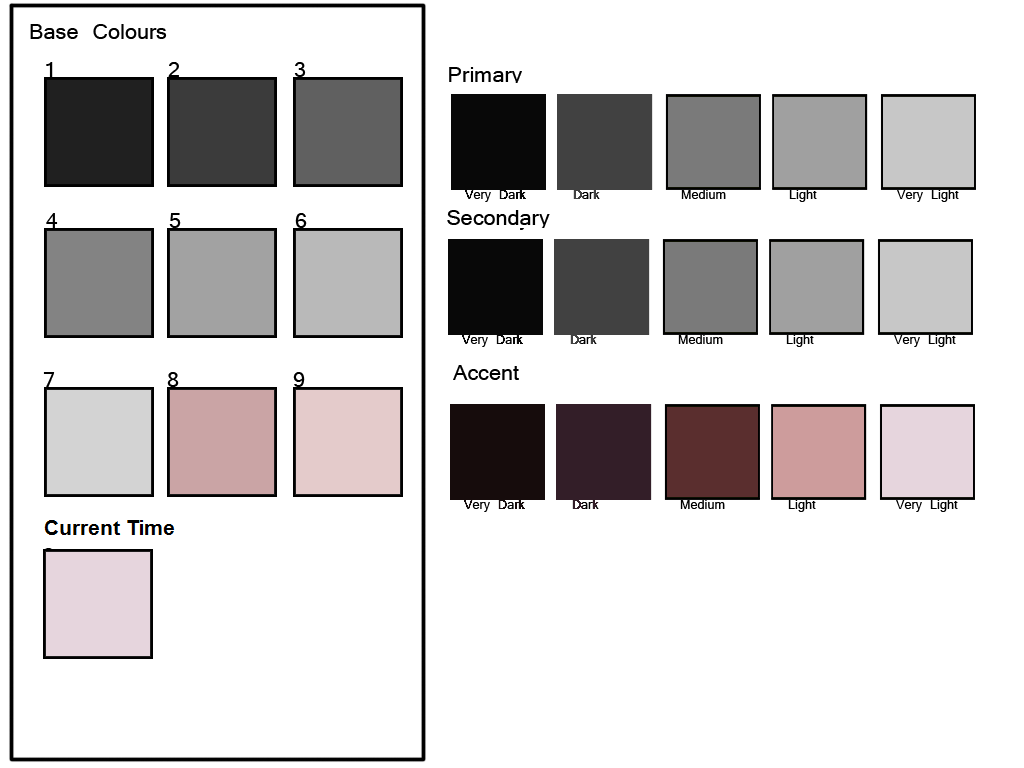 Base Colours
1 2 3
4 5 6
7 8 9
Current Time
Primary
Very Dark Dark Medium Light Very Light
Secondary
Very Dark Dark Medium Light Very Light
Accent
Very Dark Dark Medium Light Very Light